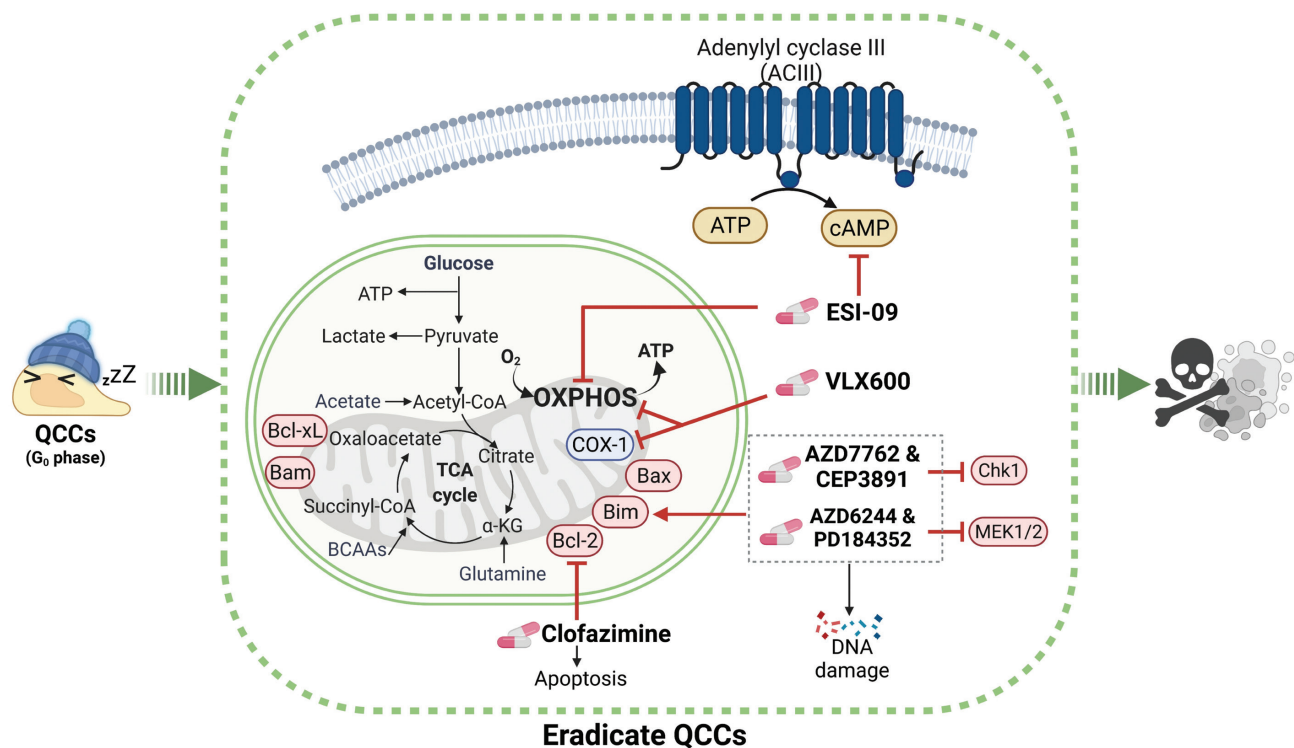 Adenylyl cyclase III
(ACIII)
ATP
cAMP
Glucose
ATP
ESI-09
Lactate
Pyruvate
O₂
ATP
zzZ
VLX600
Acetate
Acetyl-CoA
OXPHOS
QCCs
(G₀ phase)
Bcl-xL
Oxaloacetate
COX-1
Citrate
AZD7762 &
CEP3891
Chk1
Bam
TCA
cycle
Bax
Succinyl-CoA
Bim
α-KG
AZD6244 &
PD184352
MEK1/2
Bcl-2
BCAAs
Glutamine
Clofazimine
DNA
damage
Apoptosis
Eradicate QCCs